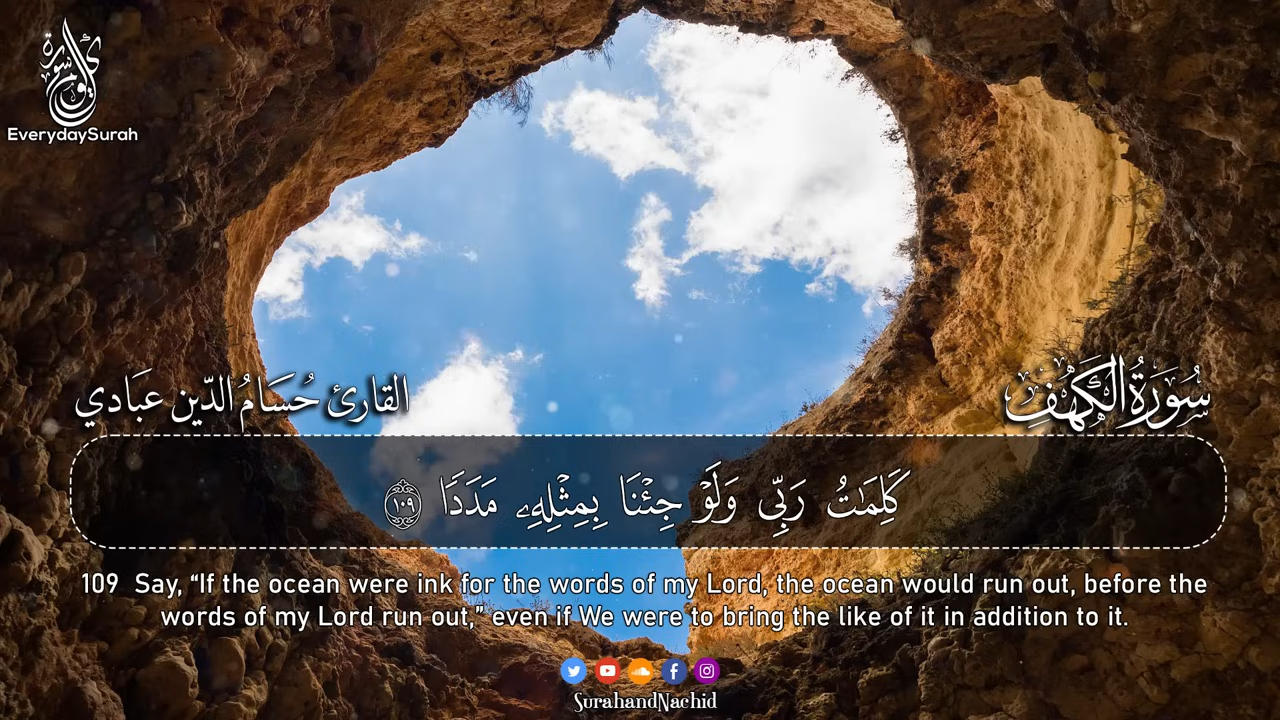 EverydaySurah
القارئ حُسَامُ الدّين عبَادي
سُورَةُ الكَهْفِ
كَلِمَٰتُ رَبِّى وَلَوْ جِئْنَا بِمِثْلِهِۦ مَدَدًا ١٠٩
109 Say, “If the ocean were ink for the words of my Lord, the ocean would run out, before the
words of my Lord run out,” even if We were to bring the like of it in addition to it.
SurahandNachid